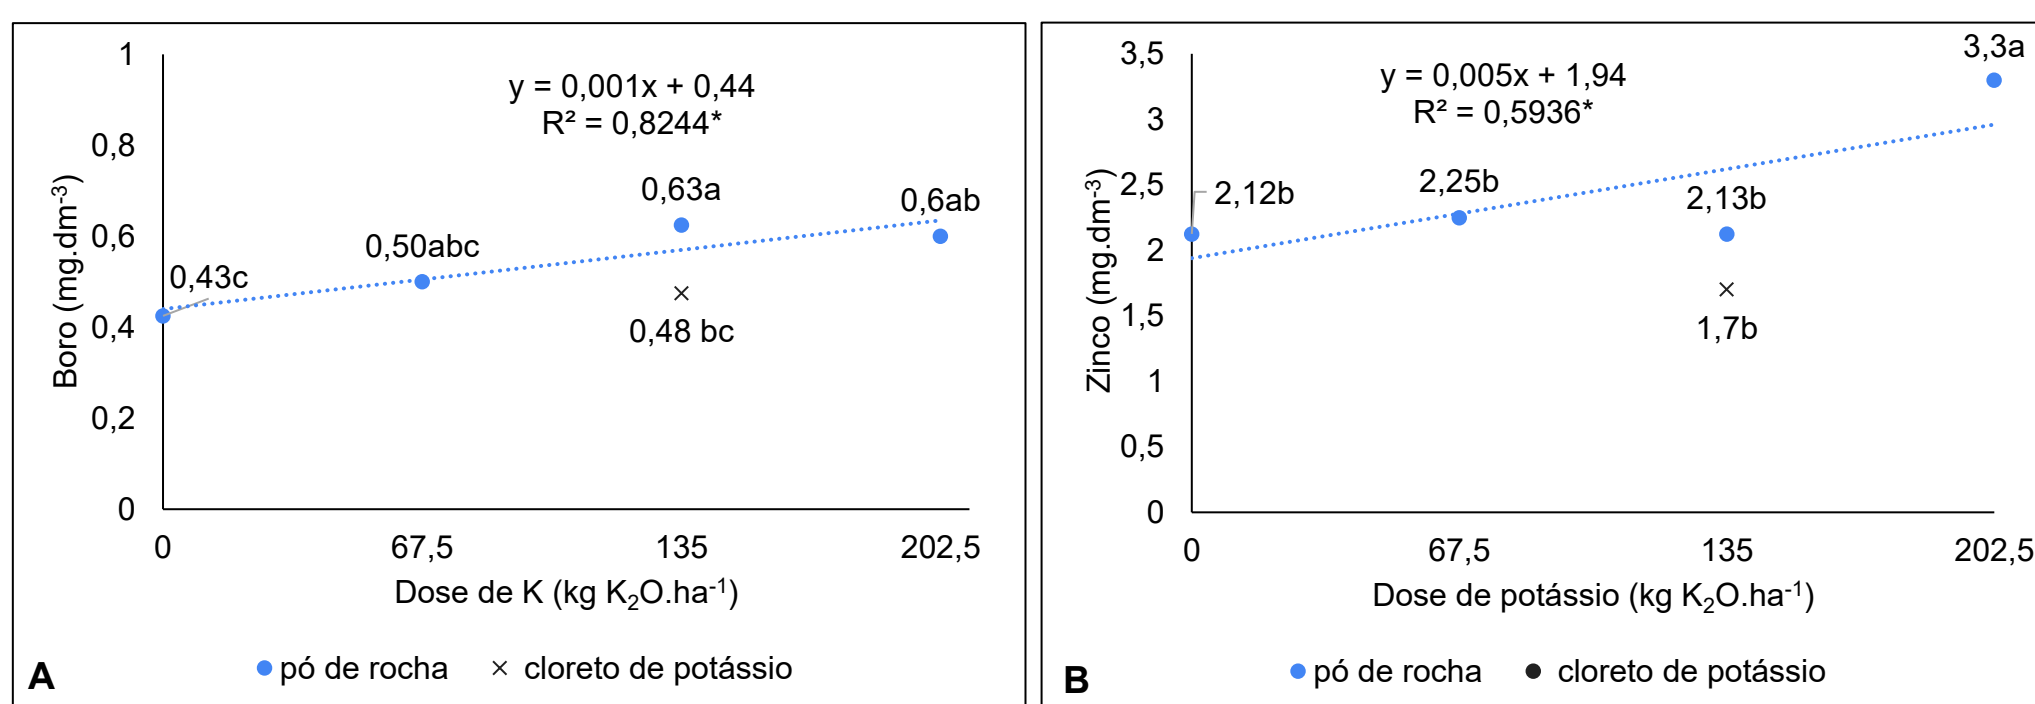 1
0,8
0,6
0,4
0,2
0
Boro (mg.dm⁻³)
y = 0,001x + 0,44
R² = 0,8244*
0,43c
0,50abc
0,63a
0,6ab
0,48 bc
0 67,5 135 202,5
Dose de K (kg K₂O.ha⁻¹)
pó de rocha cloreto de potássio
A
3,5
3
2,5
2
1,5
1
0,5
0
Zinco (mg.dm⁻³)
y = 0,005x + 1,94
R² = 0,5936*
2,12b
2,25b
2,13b
3,3a
1,7b
0 67,5 135 202,5
Dose de potássio (kg K₂O.ha⁻¹)
pó de rocha cloreto de potássio
B